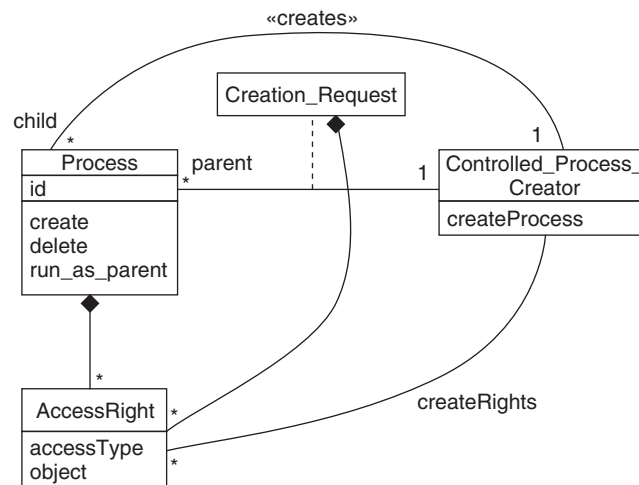 «creates»
Creation_Request
child
*
1
Process
parent
Controlled_Process_
Creator
id
*
1
createProcess
create
delete
run_as_parent
*
AccessRight
*
createRights
accessType
*
object